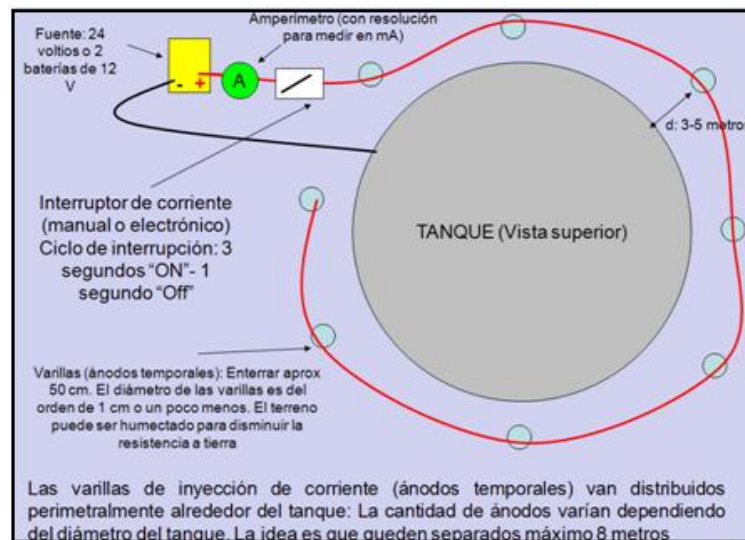 Fuente: 24
voltios o 2
baterías de 12
V
Amperímetro (con resolución
para medir en mA)
- +
A
d: 3-5 metros
Interruptor de corriente
(manual o electrónico)
Ciclo de interrupción: 3
segundos “ON”- 1
segundo “Off”
TANQUE (Vista superior)
Varillas (ánodos temporales): Enterrar aprox
50 cm. El diámetro de las varillas es del
orden de 1 cm o un poco menos. El terreno
puede ser humectado para disminuir la
resistencia a tierra
Las varillas de inyección de corriente (ánodos temporales) van distribuidos
perimetralmente alrededor del tanque: La cantidad de ánodos varían dependiendo
del diámetro del tanque. La idea es que queden separados máximo 8 metros